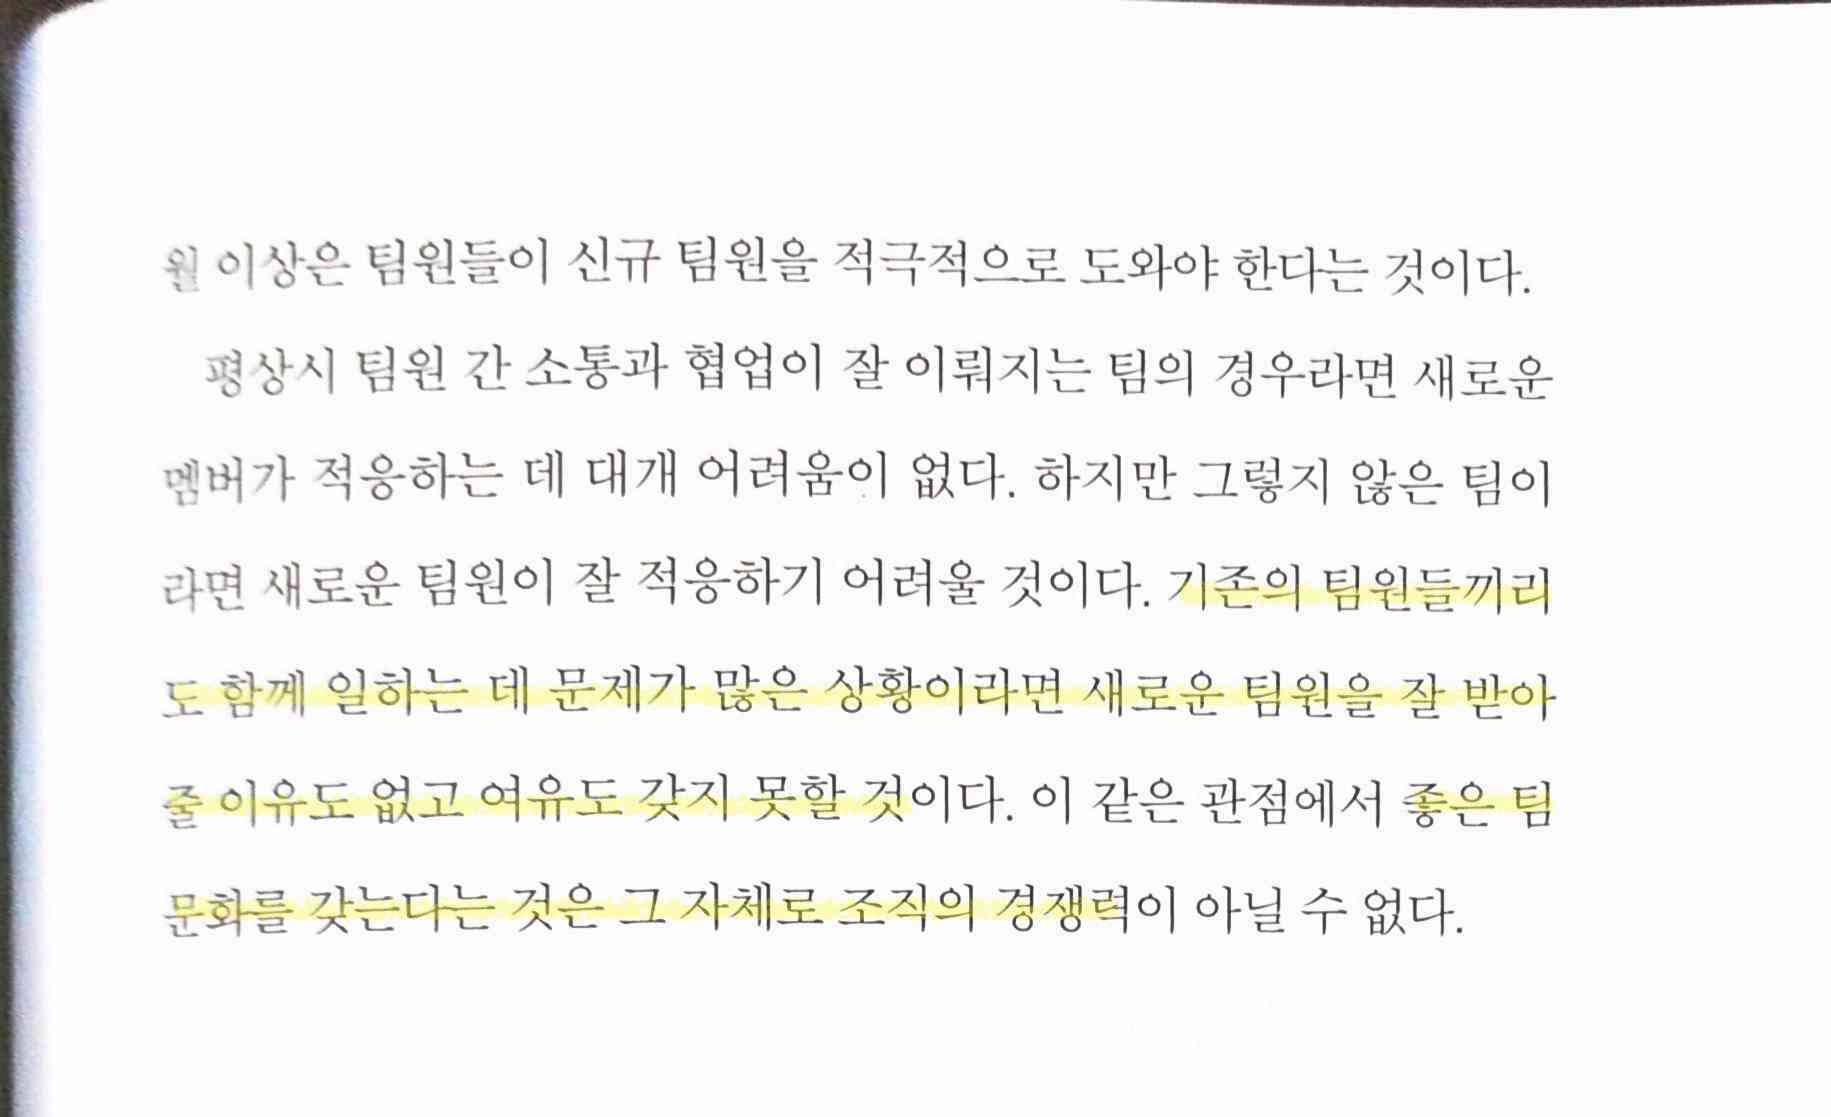 월 이상은 팀원들이 신규 팀원을 적극적으로 도와야 한다는 것이다.
평상시 팀원 간 소통과 협업이 잘 이뤄지는 팀의 경우라면 새로운
멤버가 적응하는 데 대개 어려움이 없다. 하지만 그렇지 않은 팀이
라면 새로운 팀원이 잘 적응하기 어려울 것이다. 기존의 팀원들끼리
도 함께 일하는 데 문제가 많은 상황이라면 새로운 팀원을 잘 받아
줄 이유도 없고 여유도 갖지 못할 것이다. 이 같은 관점에서 좋은 팀
문화를 갖는다는 것은 그 자체로 조직의 경쟁력이 아닐 수 없다.